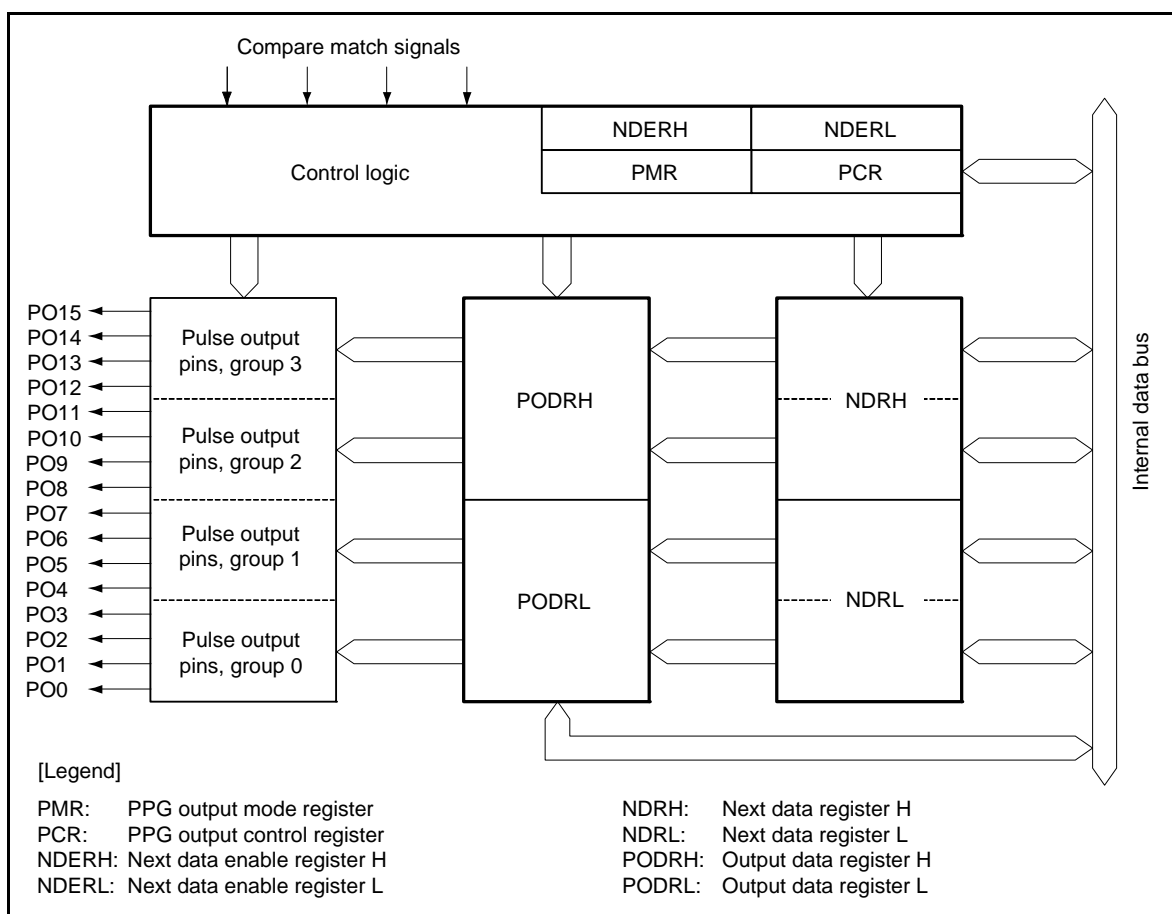 Compare match signals
NDERH NDERL
Control logic PMR PCR
PO15
PO14
PO13
PO12
PO11
PO10
PO9
PO8
PO7
PO6
PO5
PO4
PO3
PO2
PO1
PO0
Pulse output
pins, group 3
Pulse output
pins, group 2
Pulse output
pins, group 1
Pulse output
pins, group 0
PODRH
PODRL
NDRH
NDRL
Internal data bus
[Legend]
PMR: PPG output mode register
PCR: PPG output control register
NDERH: Next data enable register H
NDERL: Next data enable register L
NDRH: Next data register H
NDRL: Next data register L
PODRH: Output data register H
PODRL: Output data register L